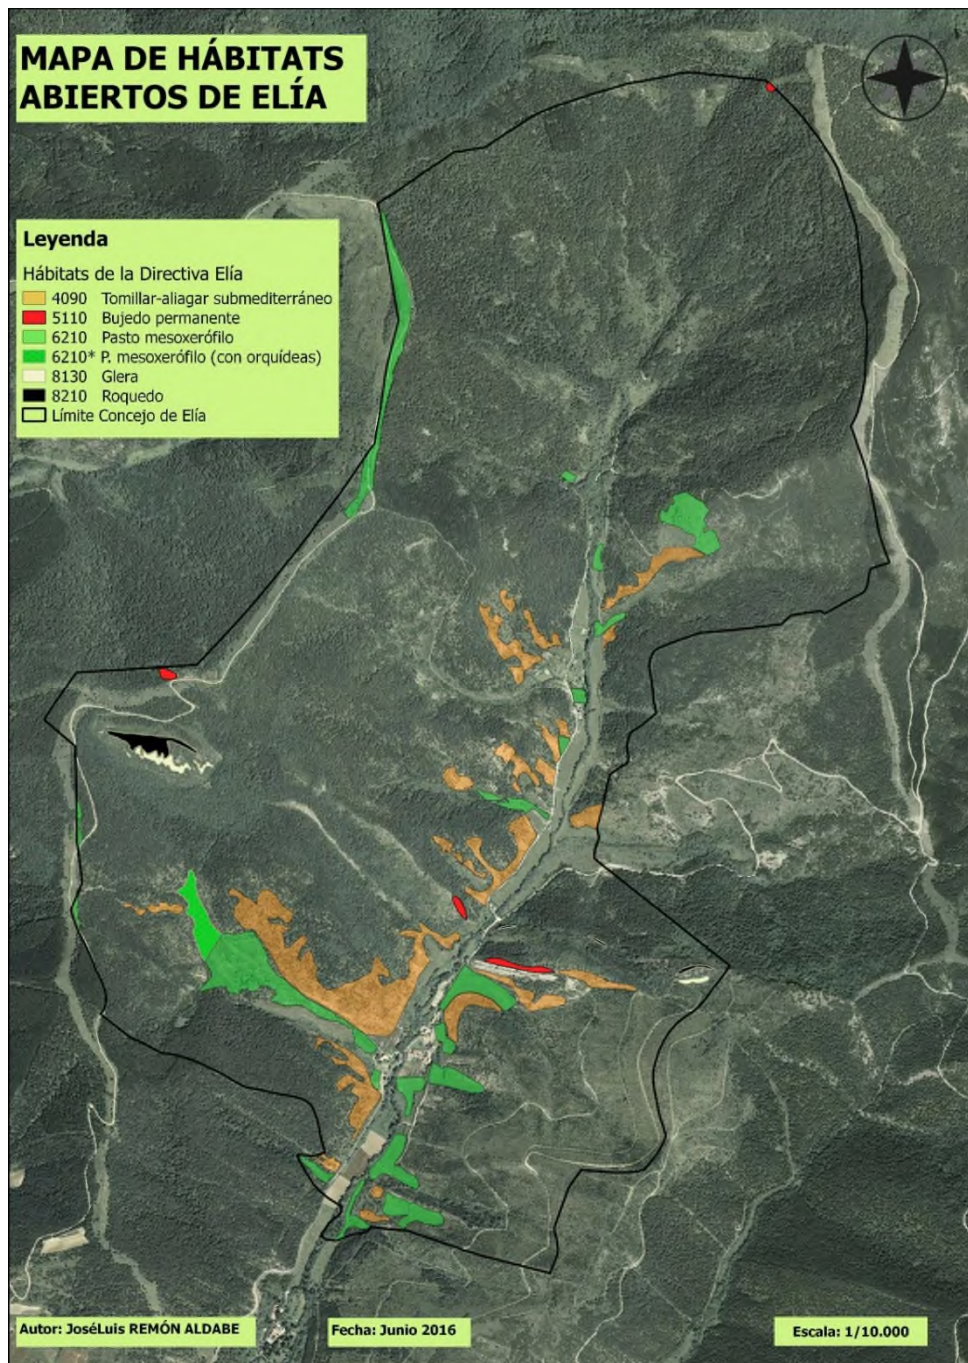 MAPA DE HÁBITATS
ABIERTOS DE ELÍA
Leyenda
Hábitats de la Directiva Elía
4090 Tomillar-aliagar submediterráneo
5110 Bujedo permanente
6210 Pasto mesoxerófilo
6210* P. mesoxerófilo (con orquídeas)
8130 Glera
8210 Roquedo
Límite Concejo de Elía
Autor: JoséLuis REMÓN ALDABE
Fecha: Junio 2016
Escala: 1/10.000